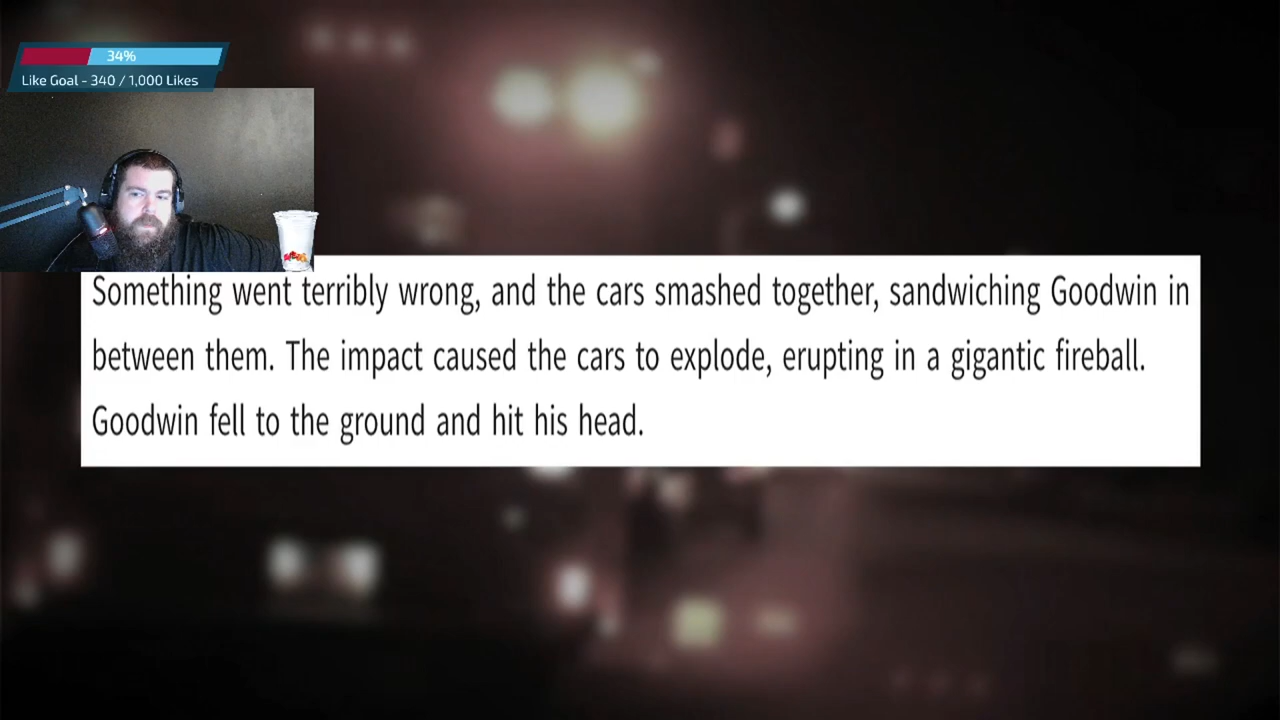 34%
Like Goal - 340 / 1,000 Likes
Something went terribly wrong, and the cars smashed together, sandwiching Goodwin in
between them. The impact caused the cars to explode, erupting in a gigantic fireball.
Goodwin fell to the ground and hit his head.